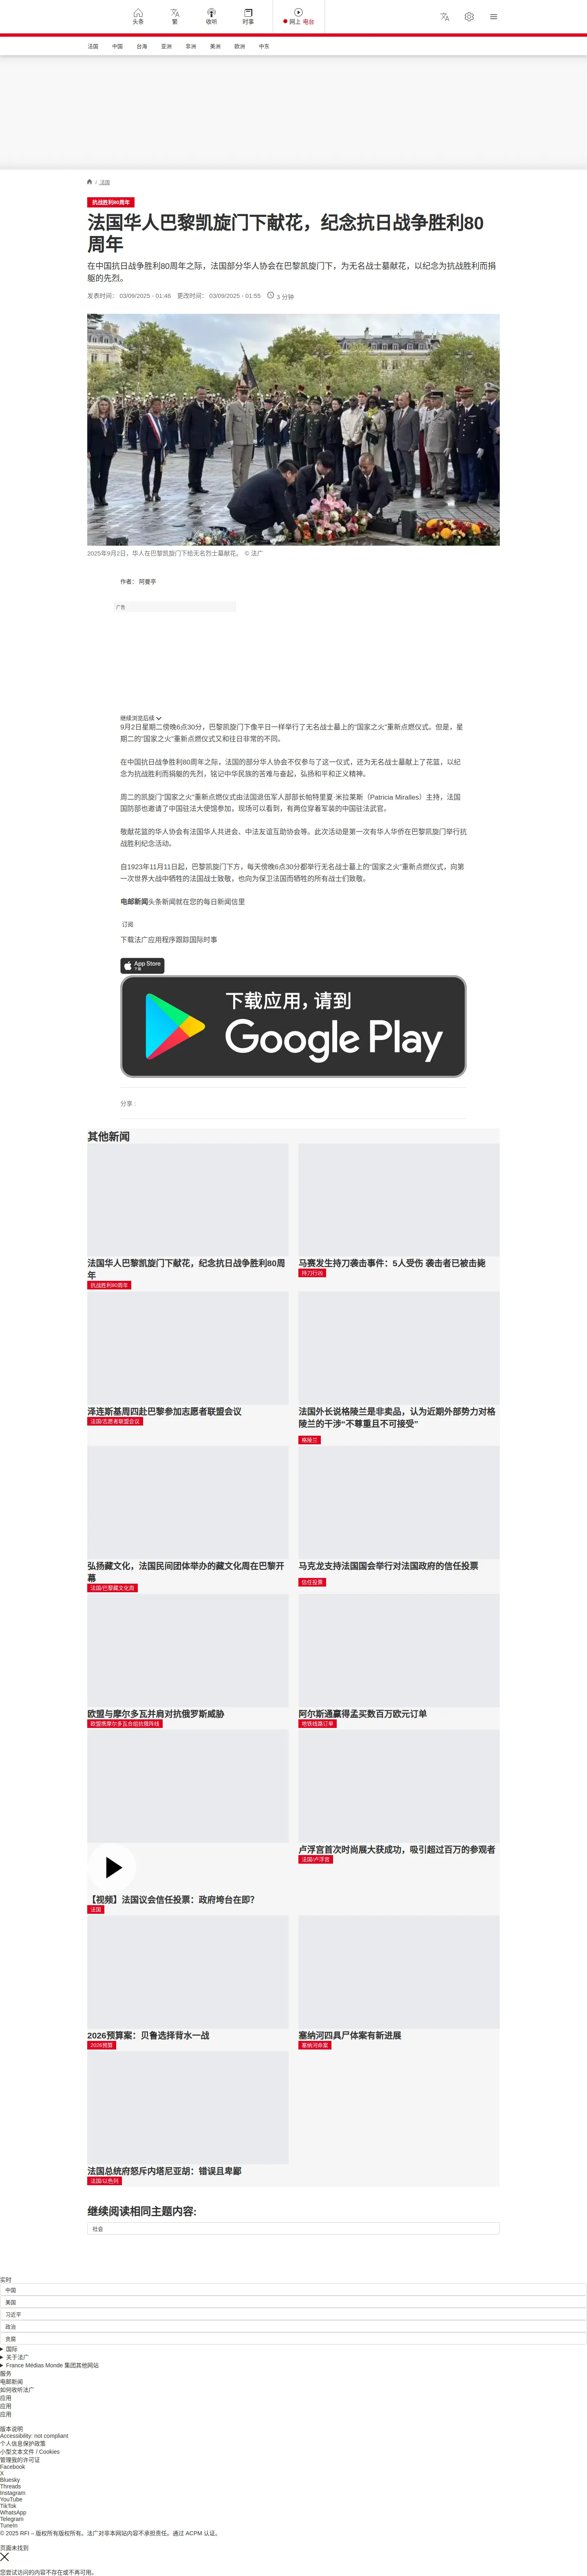 头条
繁
收听
时事
网上 电台
法国
中国
台海
亚洲
非洲
美洲
欧洲
中东
/ 法国
抗战胜利80周年
法国华人巴黎凯旋门下献花，纪念抗日战争胜利80
周年
在中国抗日战争胜利80周年之际，法国部分华人协会在巴黎凯旋门下，为无名战士墓献花，以纪念为抗战胜利而捐
躯的先烈。
发表时间： 03/09/2025 - 01:46 更改时间： 03/09/2025 - 01:55 3 分钟
2025年9月2日，华人在巴黎凯旋门下给无名烈士墓献花。 © 法广
作者： 阿曼亭
广告
继续浏览后续
9月2日星期二傍晚6点30分，巴黎凯旋门下像平日一样举行了无名战士墓上的“国家之火”重新点燃仪式。但是，星
期二的“国家之火”重新点燃仪式又和往日非常的不同。
在中国抗日战争胜利80周年之际，法国的部分华人协会不仅参与了这一仪式，还为无名战士墓献上了花篮，以纪
念为抗战胜利而捐躯的先烈，铭记中华民族的苦难与奋起，弘扬和平和正义精神。
周二的凯旋门“国家之火”重新点燃仪式由法国退伍军人部部长帕特里夏·米拉莱斯（Patricia Miralles）主持，法国
国防部也邀请了中国驻法大使馆参加，现场可以看到，有两位穿着军装的中国驻法武官。
敬献花篮的华人协会有法国华人共进会、中法友谊互助协会等。此次活动是第一次有华人华侨在巴黎凯旋门举行抗
战胜利纪念活动。
自1923年11月11日起，巴黎凯旋门下方，每天傍晚6点30分都举行无名战士墓上的“国家之火”重新点燃仪式，向第
一次世界大战中牺牲的法国战士致敬，也向为保卫法国而牺牲的所有战士们致敬。
电邮新闻头条新闻就在您的每日新闻信里
订阅
下载法广应用程序跟踪国际时事
App Store
下载
下载应用，请到
Google Play
分享 :
其他新闻
法国华人巴黎凯旋门下献花，纪念抗日战争胜利80周
年
抗战胜利80周年
马赛发生持刀袭击事件：5人受伤 袭击者已被击毙
持刀行凶
泽连斯基周四赴巴黎参加志愿者联盟会议
法国/志愿者联盟会议
法国外长说格陵兰是非卖品，认为近期外部势力对格
陵兰的干涉“不尊重且不可接受”
格陵兰
弘扬藏文化，法国民间团体举办的藏文化周在巴黎开
幕
法国/巴黎藏文化周
马克龙支持法国国会举行对法国政府的信任投票
信任投票
欧盟与摩尔多瓦并肩对抗俄罗斯威胁
欧盟携摩尔多瓦合组抗俄阵线
阿尔斯通赢得孟买数百万欧元订单
地铁线路订单
【视频】法国议会信任投票：政府垮台在即？
法国
卢浮宫首次时尚展大获成功，吸引超过百万的参观者
法国/卢浮宫
2026预算案：贝鲁选择背水一战
2026预算
塞纳河四具尸体案有新进展
塞纳河命案
法国总统府怒斥内塔尼亚胡：错误且卑鄙
法国/以色列
继续阅读相同主题内容:
社会
实时
中国
美国
习近平
政治
贪腐
国际
关于法广
France Médias Monde 集团其他网站
服务
电邮新闻
如何收听法广
应用
应用
应用
版本说明
Accessibility: not compliant
个人信息保护政策
小型文本文件 / Cookies
管理我的许可证
Facebook
X
Bluesky
Threads
Instagram
YouTube
TikTok
WhatsApp
Telegram
TuneIn
© 2025 RFI – 版权所有版权所有。法广对非本网站内容不承担责任。通过 ACPM 认证。
页面未找到
您尝试访问的内容不存在或不再可用。